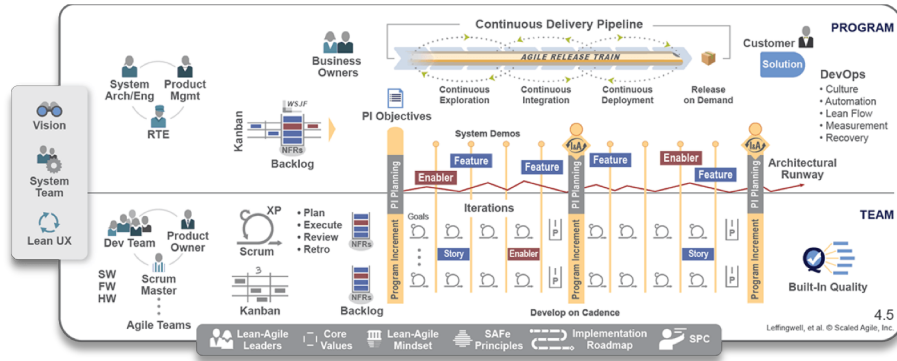 Continuous Delivery Pipeline
PROGRAM
AGILE RELEASE TRAIN
Continuous
Exploration
Continuous
Integration
Continuous
Deployment
Release
on Demand
Business
Owners
Customer
Solution
DevOps
• Culture
• Automation
• Lean Flow
• Measurement
• Recovery
System
Arch/Eng
Product
Mgmt
RTE
Vision
System
Team
Lean UX
Kanban
WSJF
NFRs
Backlog
PI Objectives
System Demos
Enabler
Feature
Feature
I&A
Feature
Enabler
Feature
I&A
Architectural
Runway
PI Planning
PI Planning
PI Planning
TEAM
Dev Team
Product
Owner
Scrum
Master
SW
FW
HW
Agile Teams
XP
Scrum
• Plan
• Execute
• Review
• Retro
NFRs
3
Kanban
NFRs
Backlog
Program Increment
Goals
Iterations
Story
Enabler
I
P
I
P
Program Increment
Story
I
P
I
P
Program Increment
Develop on Cadence
Built-In Quality
4.5
Leffingwell, et al. © Scaled Agile, Inc.
Lean-Agile
Leaders
Core
Values
Lean-Agile
Mindset
SAFe
Principles
Implementation
Roadmap
SPC